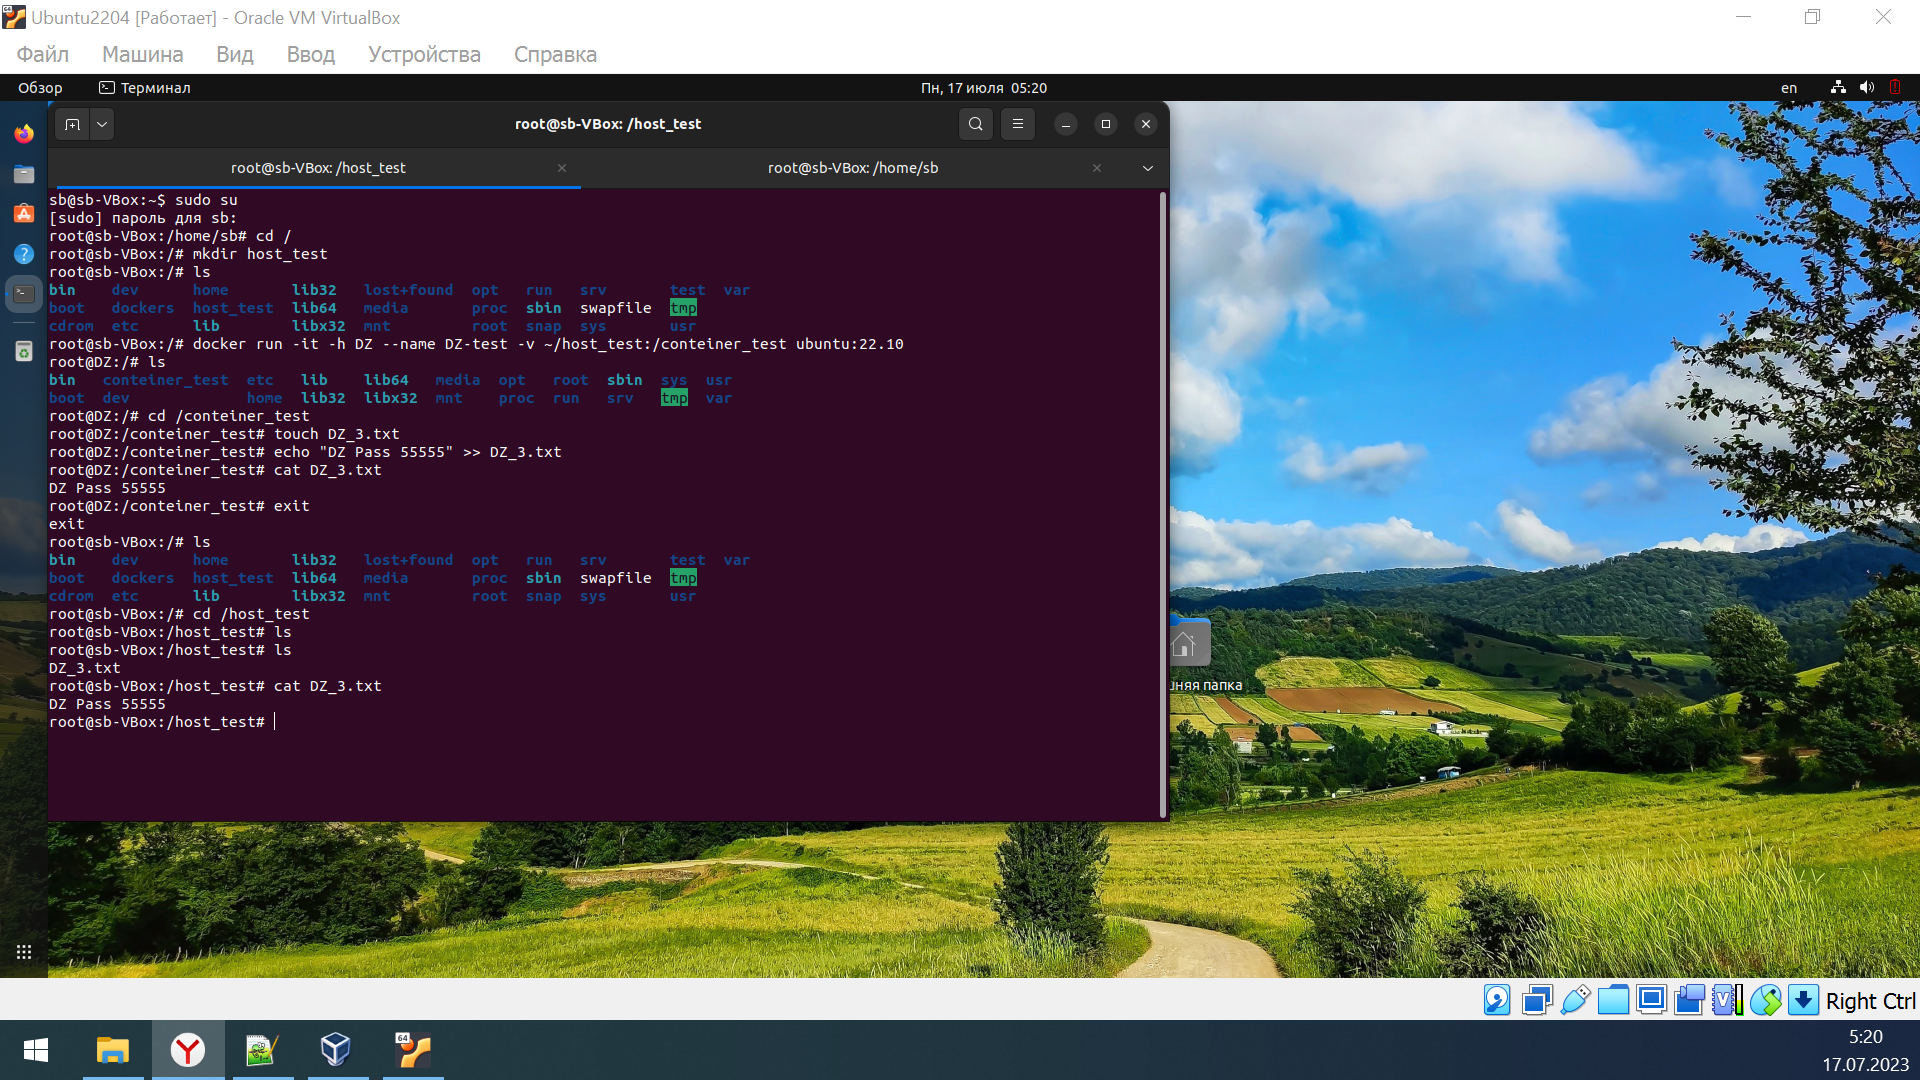 Ubuntu2204 [Работает] - Oracle VM VirtualBox
Файл Машина Вид Ввод Устройства Справка
Обзор Терминал Пн, 17 июля 05:20 en
root@sb-VBox: /host_test
root@sb-VBox: /host_test root@sb-VBox: /home/sb
sb@sb-VBox:~$ sudo su
[sudo] пароль для sb:
root@sb-VBox:/home/sb# cd /
root@sb-VBox:/# mkdir host_test
root@sb-VBox:/# ls
bin dev home lib32 lost+found opt run srv test var
boot dockers host_test lib64 media proc sbin swapfile tmp
cdrom etc lib libx32 mnt root snap sys usr
root@sb-VBox:/# docker run -it -h DZ --name DZ-test -v ~/host_test:/conteiner_test ubuntu:22.10
root@DZ:/# ls
bin conteiner_test etc lib lib64 media opt root sbin sys usr
boot dev home lib32 libx32 mnt proc run srv tmp var
root@DZ:/# cd /conteiner_test
root@DZ:/conteiner_test# touch DZ_3.txt
root@DZ:/conteiner_test# echo "DZ Pass 55555" >> DZ_3.txt
root@DZ:/conteiner_test# cat DZ_3.txt
DZ Pass 55555
root@DZ:/conteiner_test# exit
exit
root@sb-VBox:/# ls
bin dev home lib32 lost+found opt run srv test var
boot dockers host_test lib64 media proc sbin swapfile tmp
cdrom etc lib libx32 mnt root snap sys usr
root@sb-VBox:/# cd /host_test
root@sb-VBox:/host_test# ls
root@sb-VBox:/host_test# ls
DZ_3.txt
root@sb-VBox:/host_test# cat DZ_3.txt
DZ Pass 55555
root@sb-VBox:/host_test#
шняя папка
Right Ctrl
64
5:20
17.07.2023